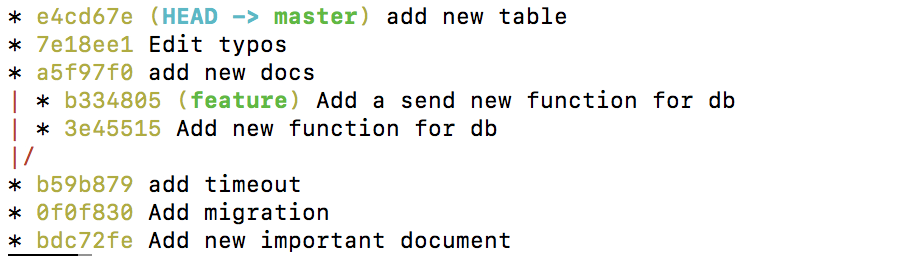 * e4cd67e (HEAD -> master) add new table
* 7e18ee1 Edit typos
* a5f97f0 add new docs
| * b334805 (feature) Add a send new function for db
| * 3e45515 Add new function for db
|/
* b59b879 add timeout
* 0f0f830 Add migration
* bdc72fe Add new important document